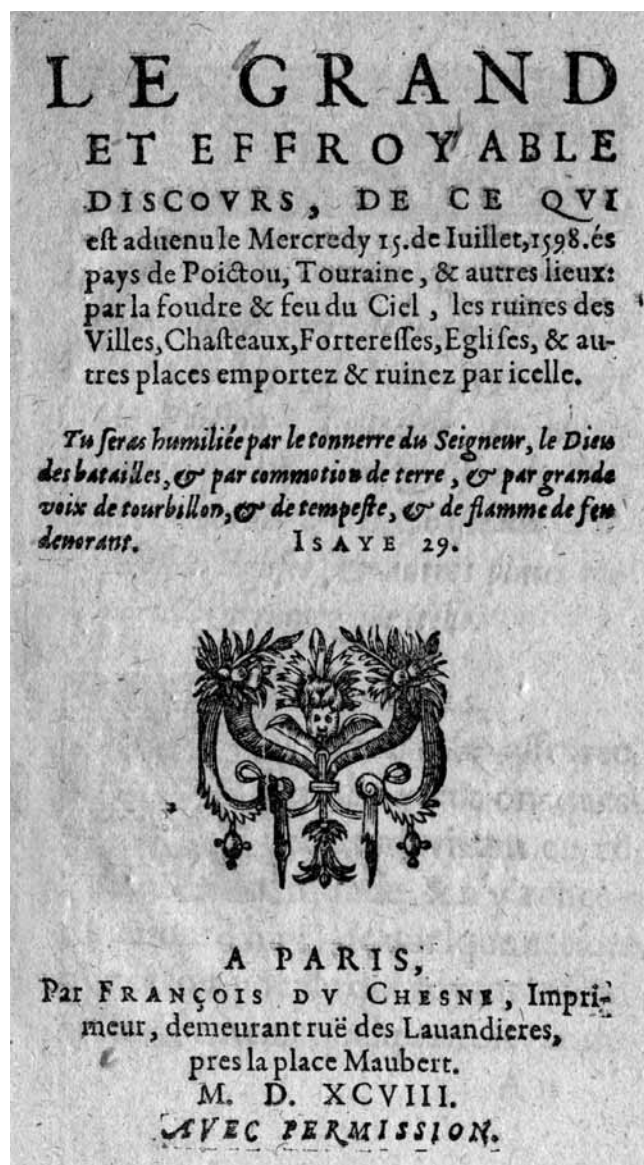 LE GRAND
ET EFFROYABLE
DISCOVRS, DE CE QVI
eſt aduenu le Mercredy 15. de Iuillet, 1598. és
pays de Poictou, Touraine, & autres lieux:
par la foudre & feu du Ciel, les ruines des
Villes, Chaſteaux, Fortereſſes, Egliſes, & au-
tres places emportez & ruinez par icelle.
Tu ſeras humiliée par le tonnerre du Seigneur, le Dieu
des batailles, & par commotion de terre, & par grande
voix de tourbillon, & de tempeſte, & de flamme de feu
deuorant. ISAYE 29.
A PARIS,
Par FRANÇOIS DV CHESNE, Impri-
meur, demeurant ruë des Lauandieres,
pres la place Maubert.
M. D. XCVIII.
AVEC PERMISSION.